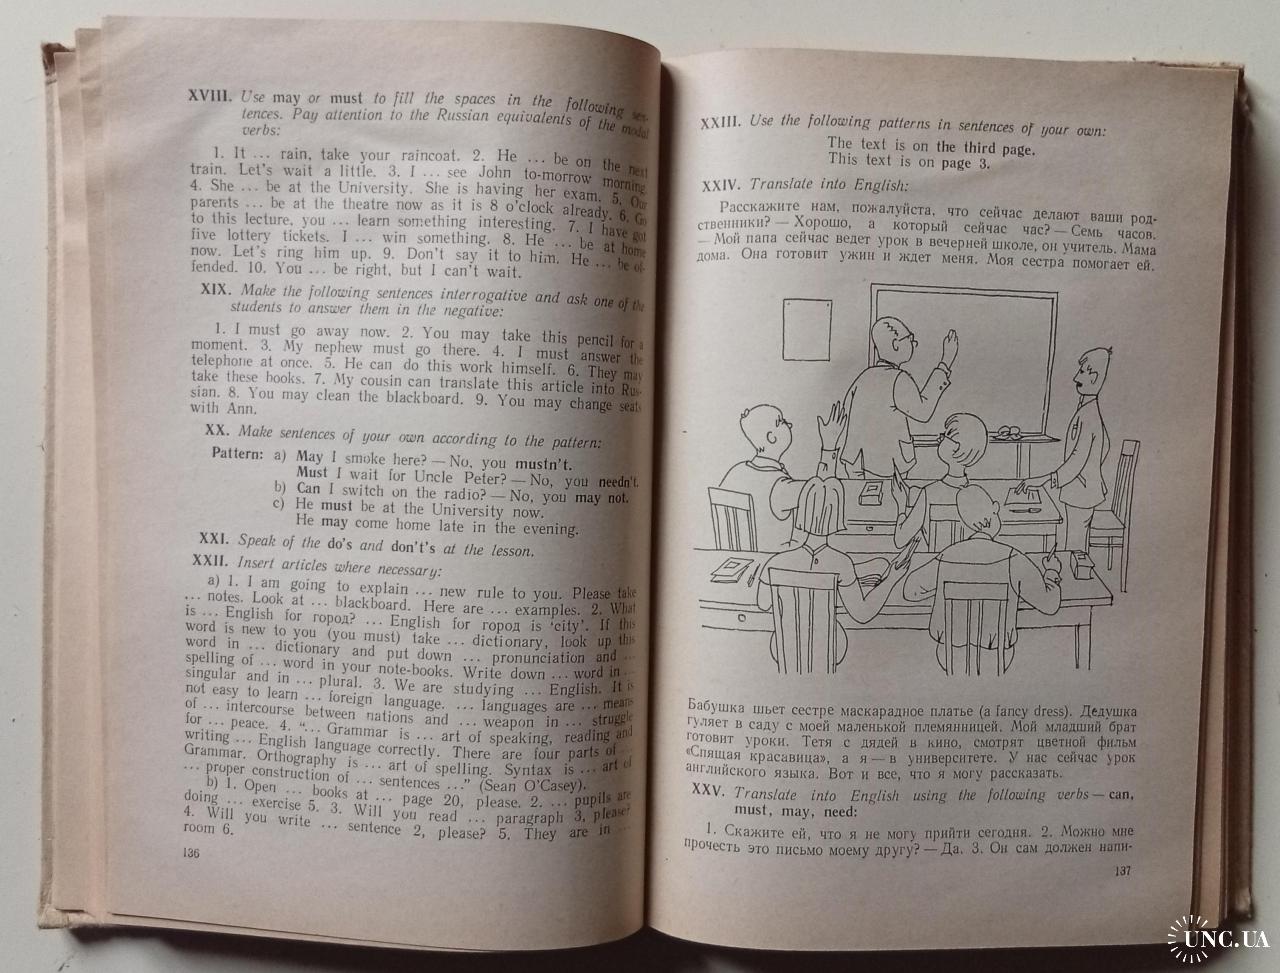 XVIII. Use may or must to fill the spaces in the following sen-
tences. Pay attention to the Russian equivalents of the modal
verbs:
1. It ... rain, take your raincoat. 2. He ... be on the next
train. Let's wait a little. 3. I ... see John to-morrow morning.
4. She ... be at the University. She is having her exam. 5. Our
parents ... be at the theatre now as it is 8 o'clock already. 6. Go
to this lecture, you ... learn something interesting. 7. I have got
five lottery tickets. I ... win something. 8. He ... be at home
now. Let's ring him up. 9. Don't say it to him. He ... be of-
fended. 10. You ... be right, but I can't wait.
XIX. Make the following sentences interrogative and ask one of the
students to answer them in the negative:
1. I must go away now. 2. You may take this pencil for a
moment. 3. My nephew must go there. 4. I must answer the
telephone at once. 5. He can do this work himself. 6. They may
take these books. 7. My cousin can translate this article into Rus-
sian. 8. You may clean the blackboard. 9. You may change seats
with Ann.
XX. Make sentences of your own according to the pattern:
Pattern: a) May I smoke here? — No, you mustn't.
Must I wait for Uncle Peter? — No, you needn't.
b) Can I switch on the radio? — No, you may not.
c) He must be at the University now.
He may come home late in the evening.
XXI. Speak of the do's and don't's at the lesson.
XXII. Insert articles where necessary:
a) 1. I am going to explain ... new rule to you. Please take
... notes. Look at ... blackboard. Here are ... examples. 2. What
is ... English for город? ... English for город is 'city'. If this
word is new to you (you must) take ... dictionary, look up this
word in ... dictionary and put down ... pronunciation and ...
spelling of ... word in your note-books. Write down ... word in ...
singular and in ... plural. 3. We are studying ... English. It is
not easy to learn ... foreign language. ... languages are ... means
of ... intercourse between nations and ... weapon in ... struggle
for ... peace. 4. "... Grammar is ... art of speaking, reading and
writing ... English language correctly. There are four parts of ...
Grammar. Orthography is ... art of spelling. Syntax is ... art of
... proper construction of ... sentences ..." (Sean O'Casey).
b) 1. Open ... books at ... page 20, please. 2. ... pupils are
doing ... exercise 5. 3. Will you read ... paragraph 3, please?
4. Will you write ... sentence 2, please? 5. They are in ...
room 6.
136
XXIII. Use the following patterns in sentences of your own:
The text is on the third page.
This text is on page 3.
XXIV. Translate into English:
Расскажите нам, пожалуйста, что сейчас делают ваши род-
ственники? — Хорошо, а который сейчас час? — Семь часов.
— Мой папа сейчас ведет урок в вечерней школе, он учитель. Мама
дома. Она готовит ужин и ждет меня. Моя сестра помогает ей.
Бабушка шьет сестре маскарадное платье (a fancy dress). Дедушка
гуляет в саду с моей маленькой племянницей. Мой младший брат
готовит уроки. Тетя с дядей в кино, смотрят цветной фильм
«Спящая красавица», а я — в университете. У нас сейчас урок
английского языка. Вот и все, что я могу рассказать.
XXV. Translate into English using the following verbs — can,
must, may, need:
1. Скажите ей, что я не могу прийти сегодня. 2. Можно мне
прочесть это письмо моему другу? — Да. 3. Он сам должен напи-
137
UNC.UA